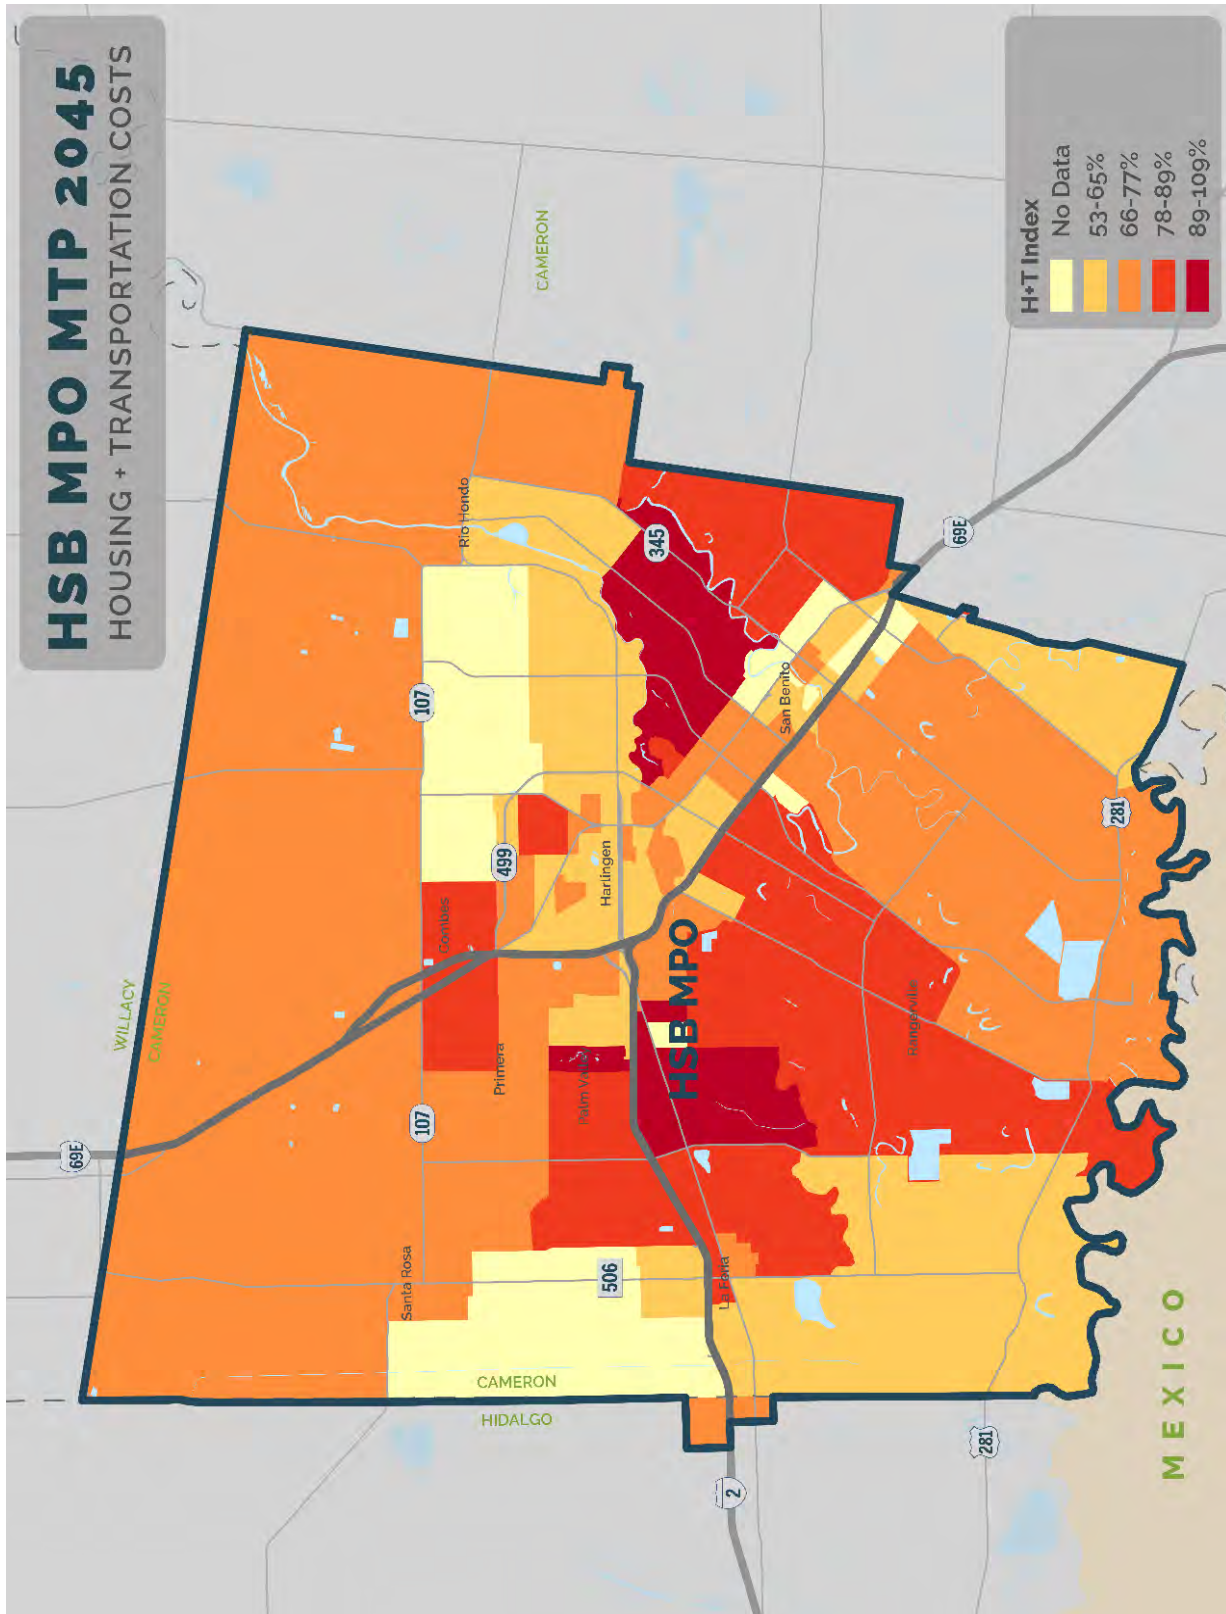 HSB MPO MTP 2045
HOUSING + TRANSPORTATION COSTS
WILLACY
CAMERON
69E
CAMERON
107
107
Santa Rosa
Combes
Rio Hondo
Primera
499
CAMERON
HIDALGO
506
Palm Valley
Harlingen
345
HSB MPO
La Feria
San Benito
2
69E
Rangerville
281
281
MEXICO
H+T Index
No Data
53-65%
66-77%
78-89%
89-109%